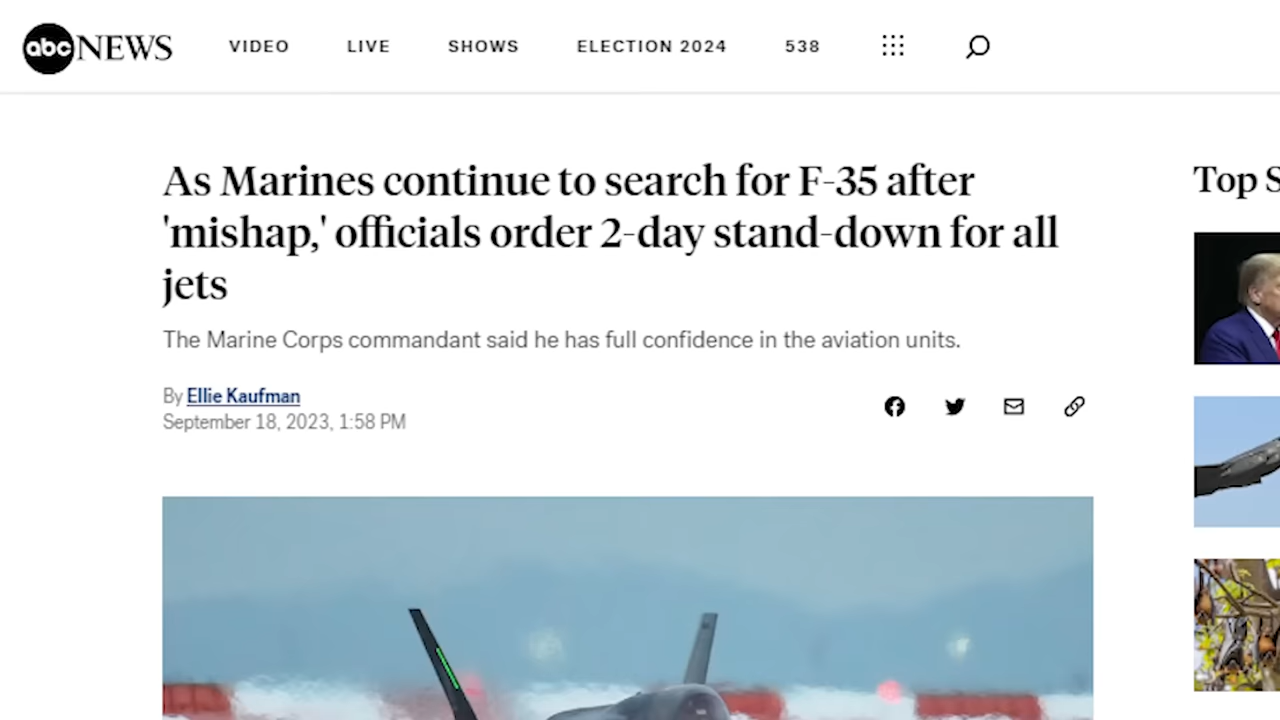 abc NEWS
VIDEO
LIVE
SHOWS
ELECTION 2024
538
As Marines continue to search for F-35 after
'mishap,' officials order 2-day stand-down for all
jets
The Marine Corps commandant said he has full confidence in the aviation units.
By Ellie Kaufman
September 18, 2023, 1:58 PM
Top S